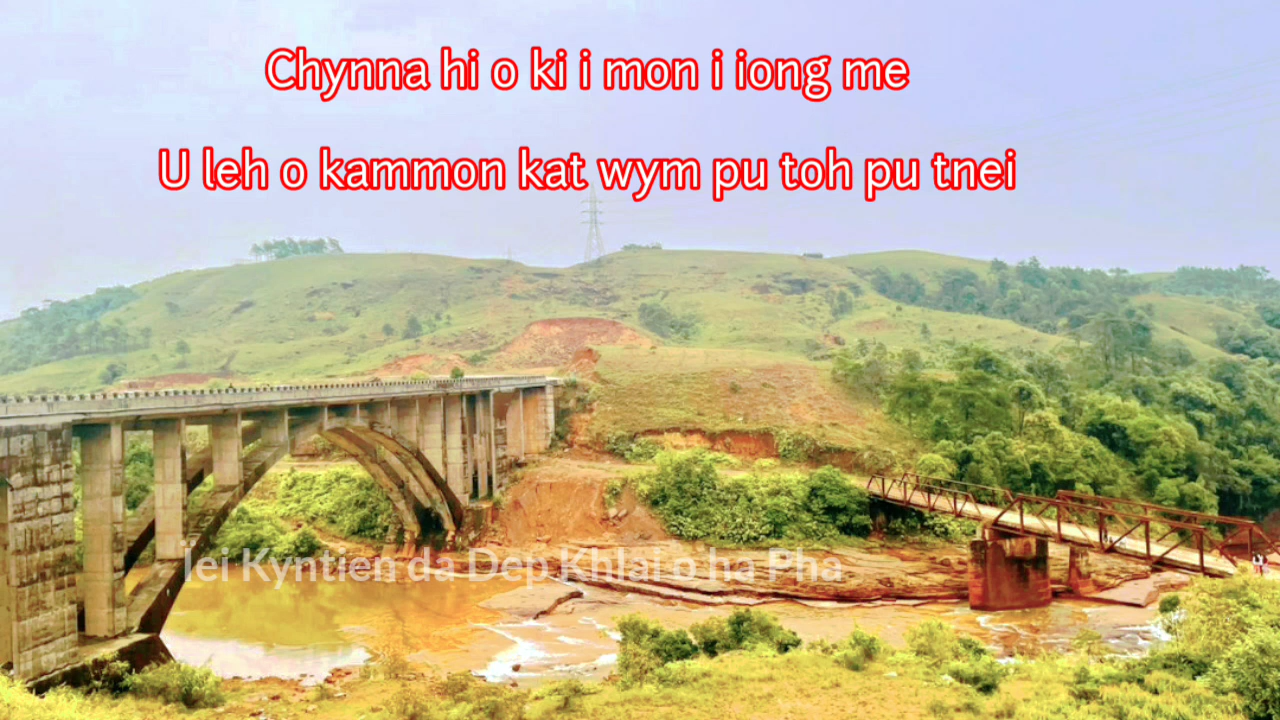 Chynna hi o ki i mon i iong me
U leh o kammon kat wym pu toh pu tnei
Iei Kyntien da Dep Khlai o ha Pha